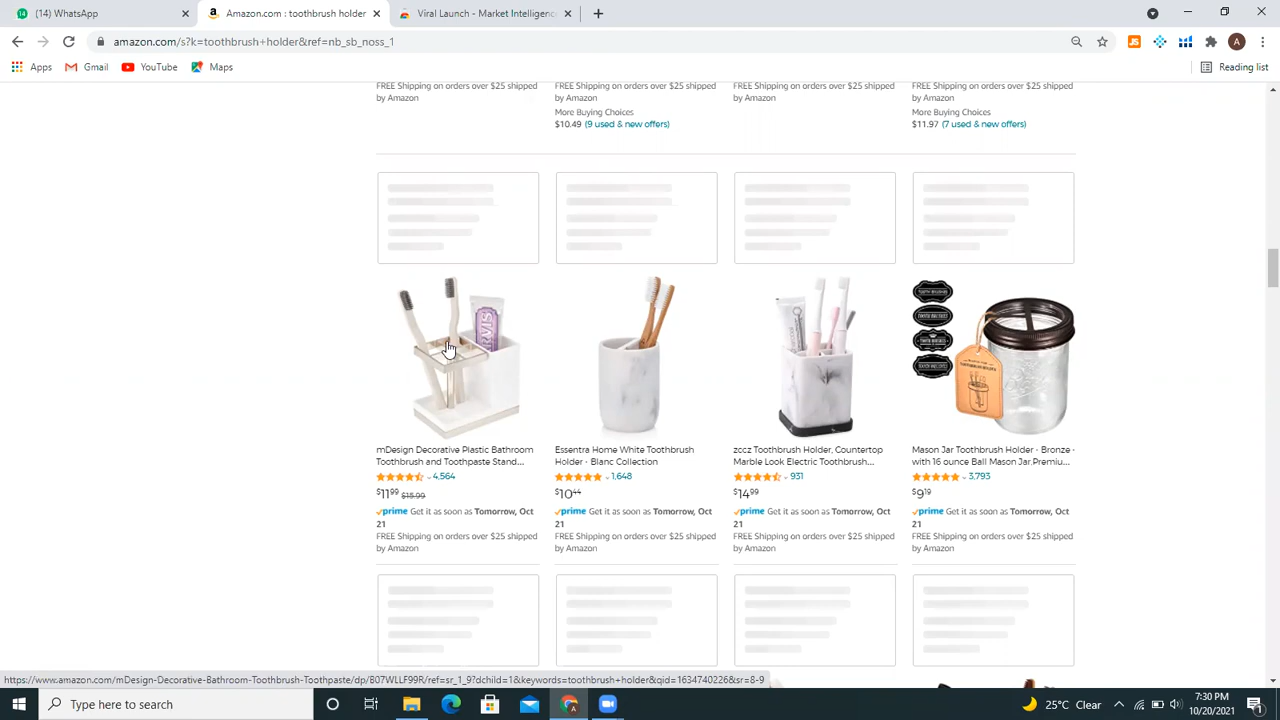 (14) WhatsApp
Amazon.com : toothbrush holder
Viral Launch - Market Intelligence
amazon.com/s?k=toothbrush+holder&ref=nb_sb_noss_1
Apps Gmail YouTube Maps Reading list
FREE Shipping on orders over $25 shipped by Amazon
FREE Shipping on orders over $25 shipped by Amazon
More Buying Choices
$10.49 (9 used & new offers)
FREE Shipping on orders over $25 shipped by Amazon
FREE Shipping on orders over $25 shipped by Amazon
More Buying Choices
$11.97 (7 used & new offers)
mDesign Decorative Plastic Bathroom
Toothbrush and Toothpaste Stand...
4,564
$11.99 $15.99
prime Get it as soon as Tomorrow, Oct
21
FREE Shipping on orders over $25 shipped
by Amazon
Essentra Home White Toothbrush
Holder - Blanc Collection
1,648
$10.44
prime Get it as soon as Tomorrow, Oct
21
FREE Shipping on orders over $25 shipped
by Amazon
zccz Toothbrush Holder, Countertop
Marble Look Electric Toothbrush...
931
$14.99
prime Get it as soon as Tomorrow, Oct
21
FREE Shipping on orders over $25 shipped
by Amazon
Mason Jar Toothbrush Holder - Bronze -
with 16 ounce Ball Mason Jar.Premiu...
3,793
$9.19
prime Get it as soon as Tomorrow, Oct
21
FREE Shipping on orders over $25 shipped
by Amazon
https://www.amazon.com/mDesign-Decorative-Bathroom-Toothbrush-Toothpaste/dp/B07WLLF99R/ref=sr_1_9?dchild=1&keywords=toothbrush+holder&qid=1634740226&sr=8-9
Type here to search
25°C Clear
7:30 PM
10/20/2021